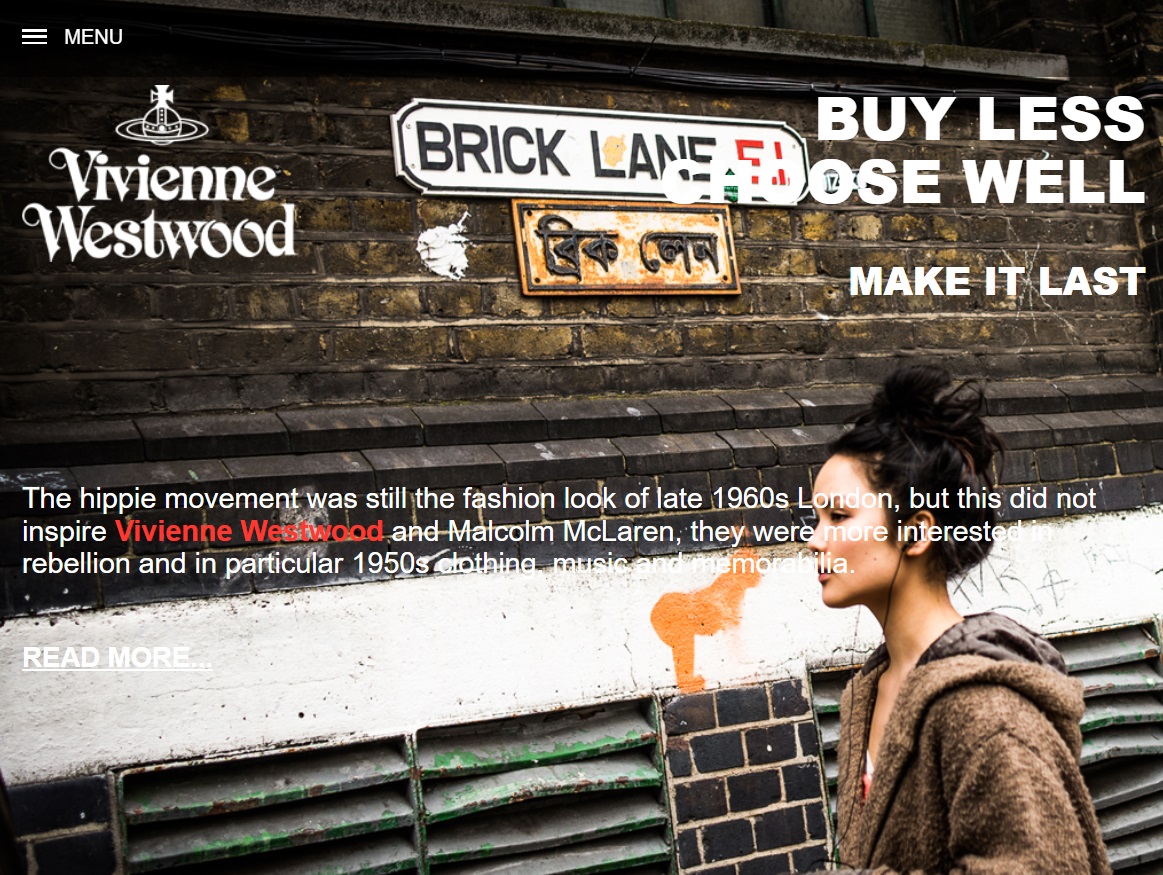 MENU
Vivienne
Westwood
BRICK LANE E1
ব্রিক লেন
BUY LESS
CHOOSE WELL
MAKE IT LAST
The hippie movement was still the fashion look of late 1960s London, but this did not
inspire Vivienne Westwood and Malcolm McLaren, they were more interested in
rebellion and in particular 1950s clothing, music and memorabilia.
READ MORE...